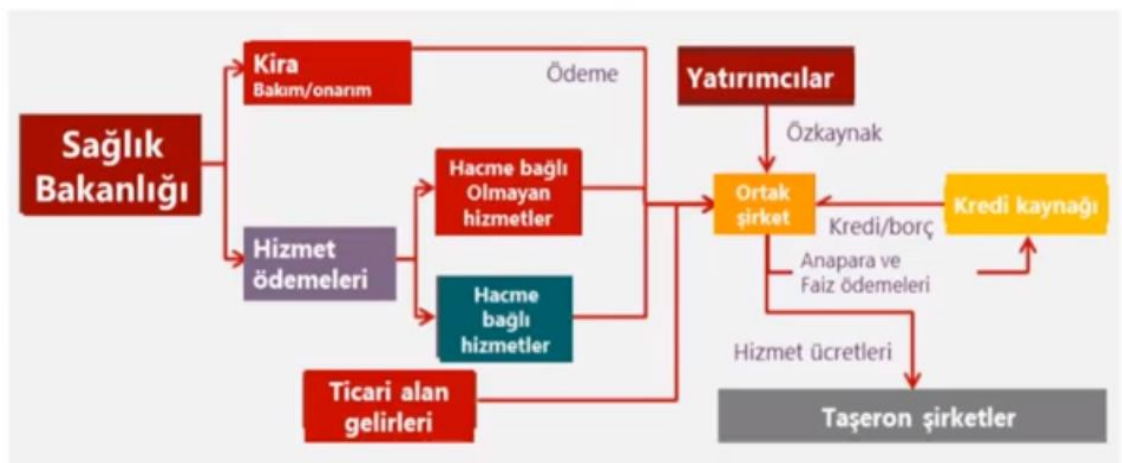 Sağlık
Bakanlığı
Kira
Bakım/onarım
Hizmet
ödemeleri
Hacme bağlı
Olmayan
hizmetler
Hacme
bağlı
hizmetler
Ticari alan
gelirleri
Ödeme
Yatırımcılar
Özkaynak
Ortak
şirket
Kredi kaynağı
Kredi/borç
Anapara ve
Faiz ödemeleri
Hizmet ücretleri
Taşeron şirketler